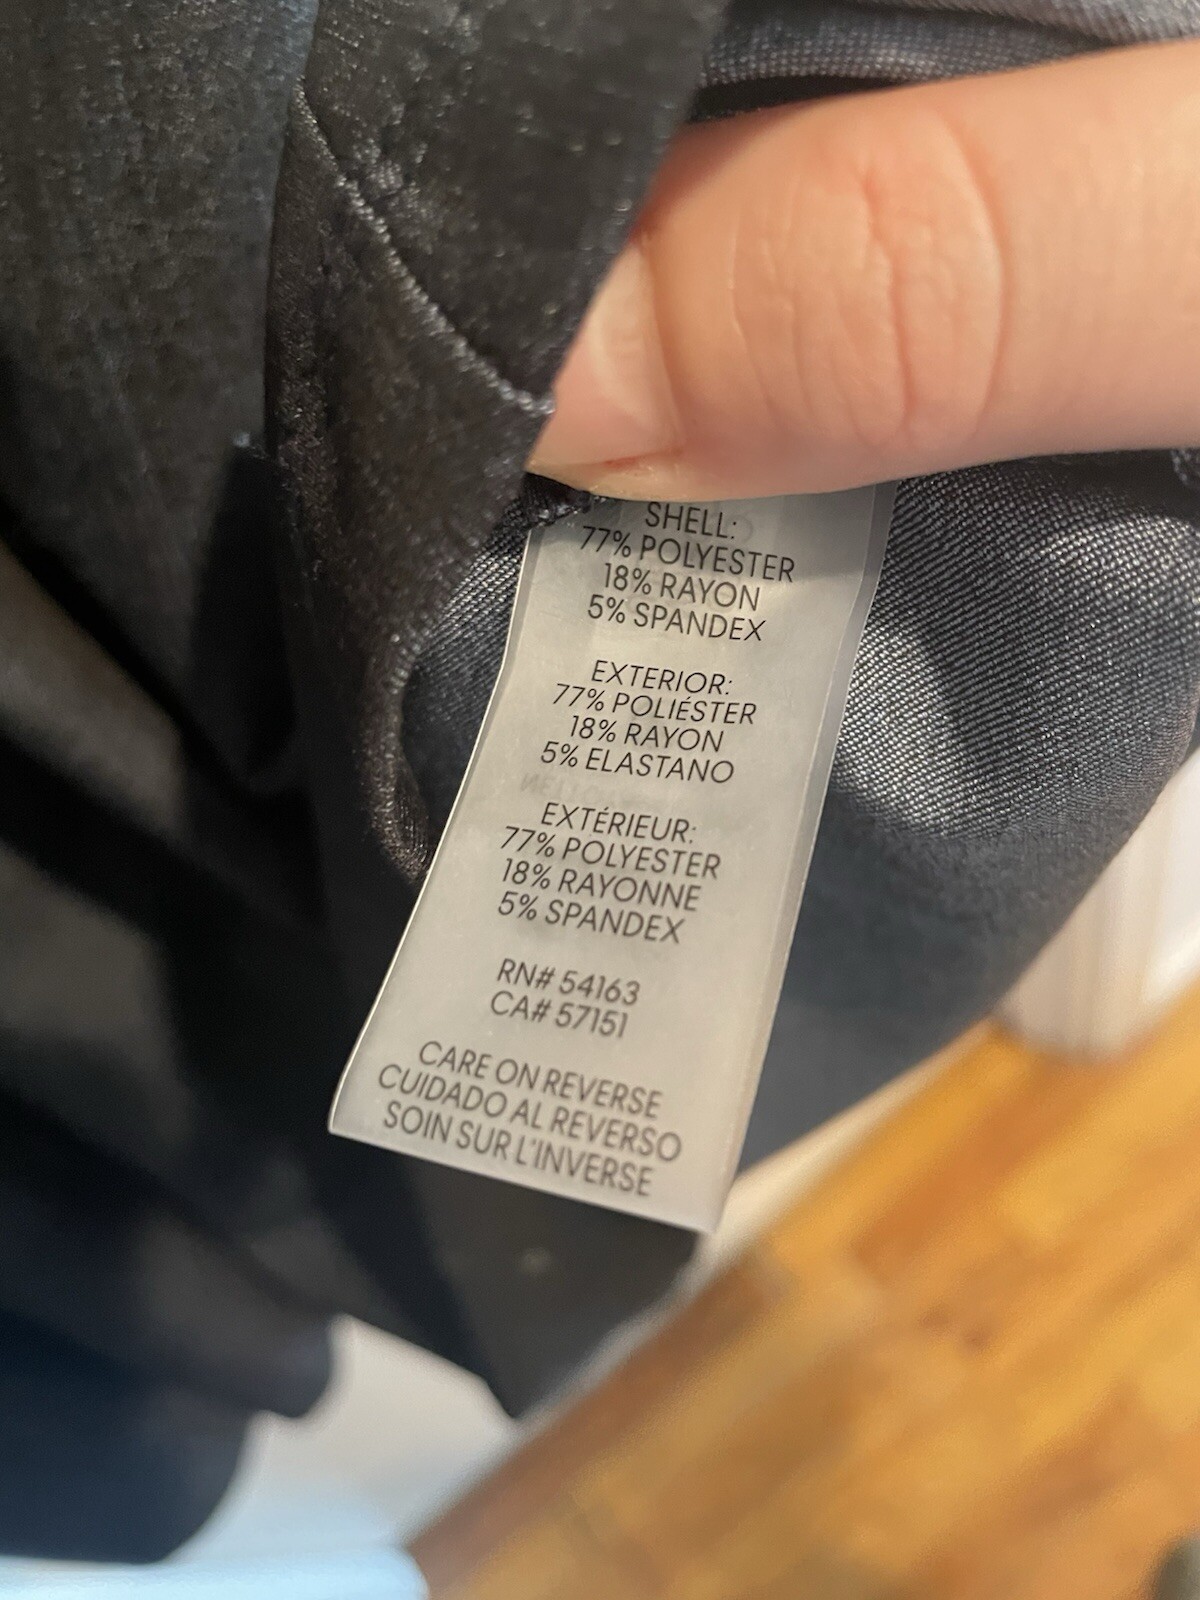 SHELL:
77% POLYESTER
18% RAYON
5% SPANDEX
EXTERIOR:
77% POLIÉSTER
18% RAYON
5% ELASTANO
EXTÉRIEUR:
77% POLYESTER
18% RAYONNE
5% SPANDEX
RN# 54163
CA# 57151
CARE ON REVERSE
CUIDADO AL REVERSO
SOIN SUR L'INVERSE